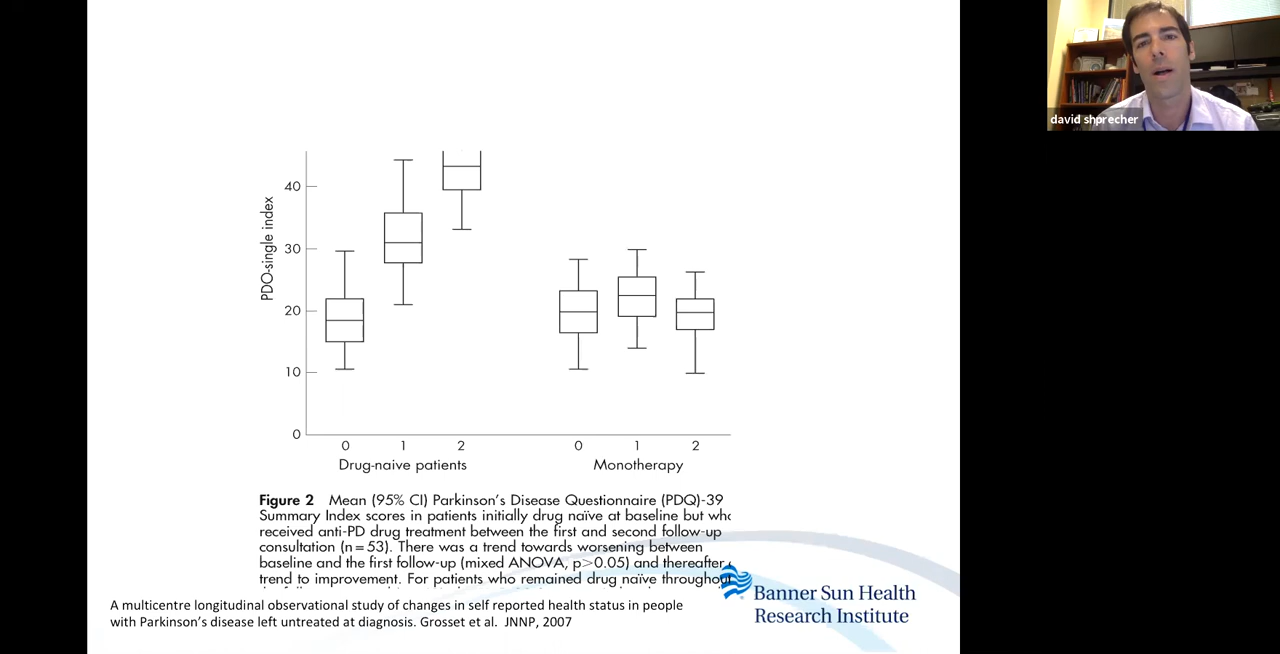 david shprecher
PDO-single index
40
30
20
10
0
0 1 2 0 1 2
Drug-naive patients Monotherapy
Figure 2 Mean (95% CI) Parkinson's Disease Questionnaire (PDQ)-39
Summary Index scores in patients initially drug naïve at baseline but
received anti-PD drug treatment between the first and second follow-up
consultation (n=53). There was a trend towards worsening between
baseline and the first follow-up (mixed ANOVA, p>0.05) and thereafter
trend to improvement. For patients who remained drug naïve
Banner Sun Health
Research Institute
A multicentre longitudinal observational study of changes in self reported health status in people
with Parkinson's disease left untreated at diagnosis. Grosset et al. JNNP, 2007